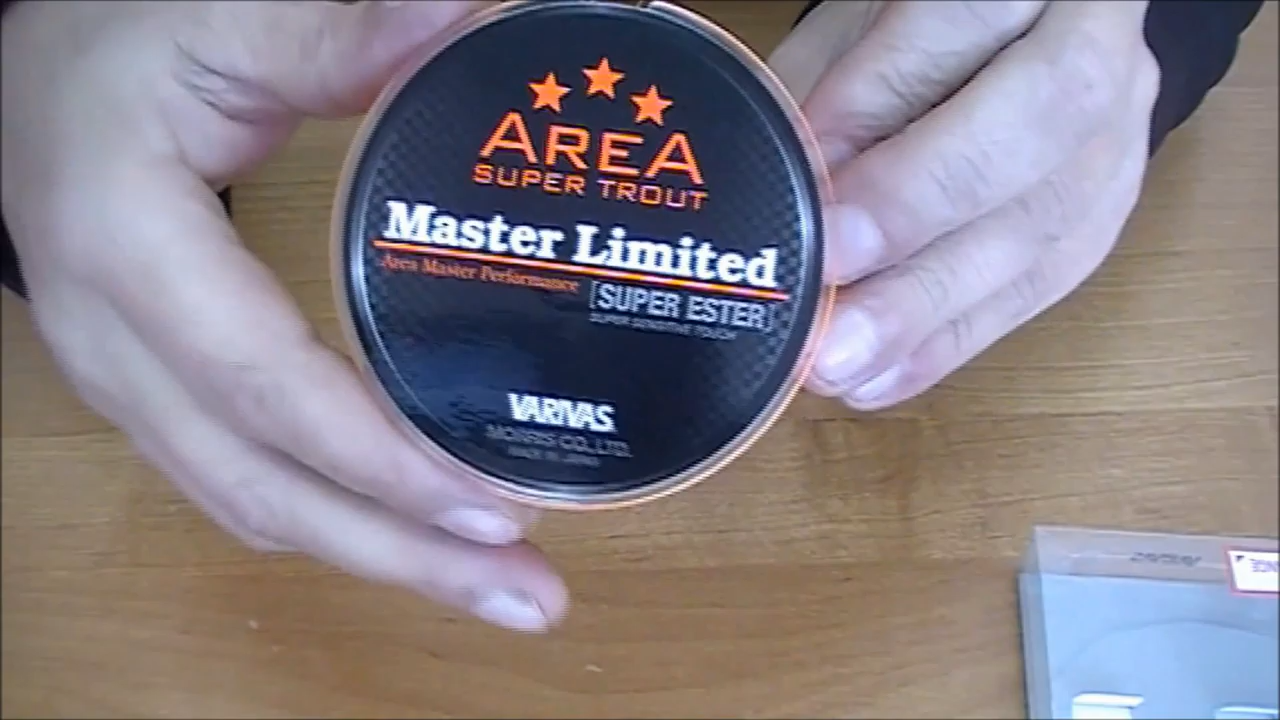 AREA
SUPER TROUT
Master Limited
Area Master Performance
[SUPER ESTER]
SUPER SENSITIVE TOUCH
VARIVAS
MORRIS CO., LTD.
MADE IN JAPAN